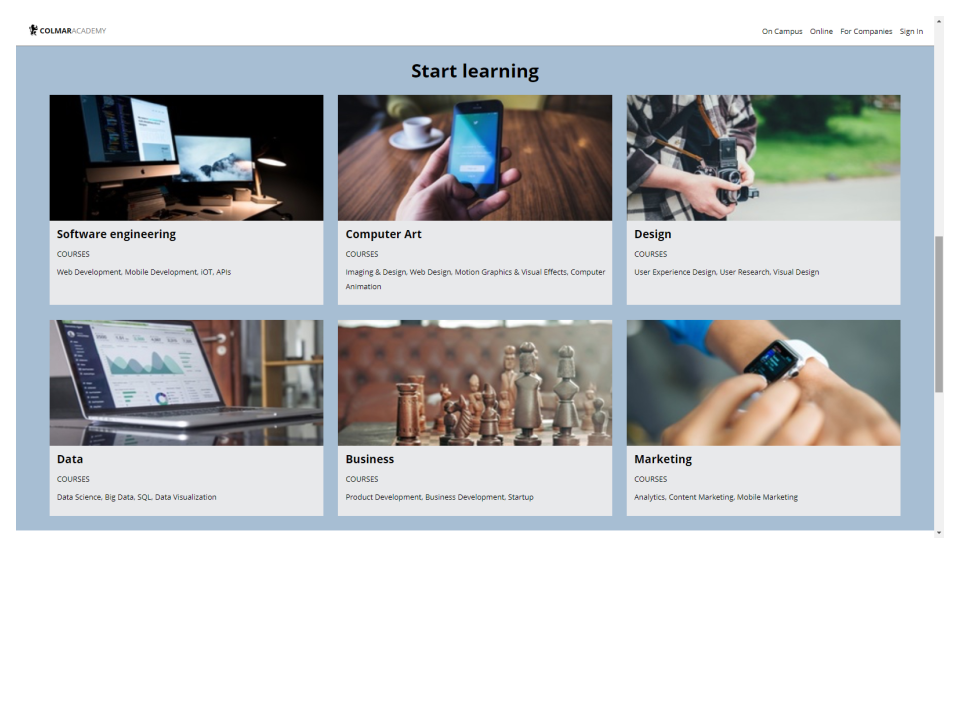 COLMARACADEMY
On Campus Online For Companies Sign In
Start learning
Software engineering
COURSES
Web Development, Mobile Development, iOT, APIs
Computer Art
COURSES
Imaging & Design, Web Design, Motion Graphics & Visual Effects, Computer
Animation
Design
COURSES
User Experience Design, User Research, Visual Design
Data
COURSES
Data Science, Big Data, SQL, Data Visualization
Business
COURSES
Product Development, Business Development, Startup
Marketing
COURSES
Analytics, Content Marketing, Mobile Marketing